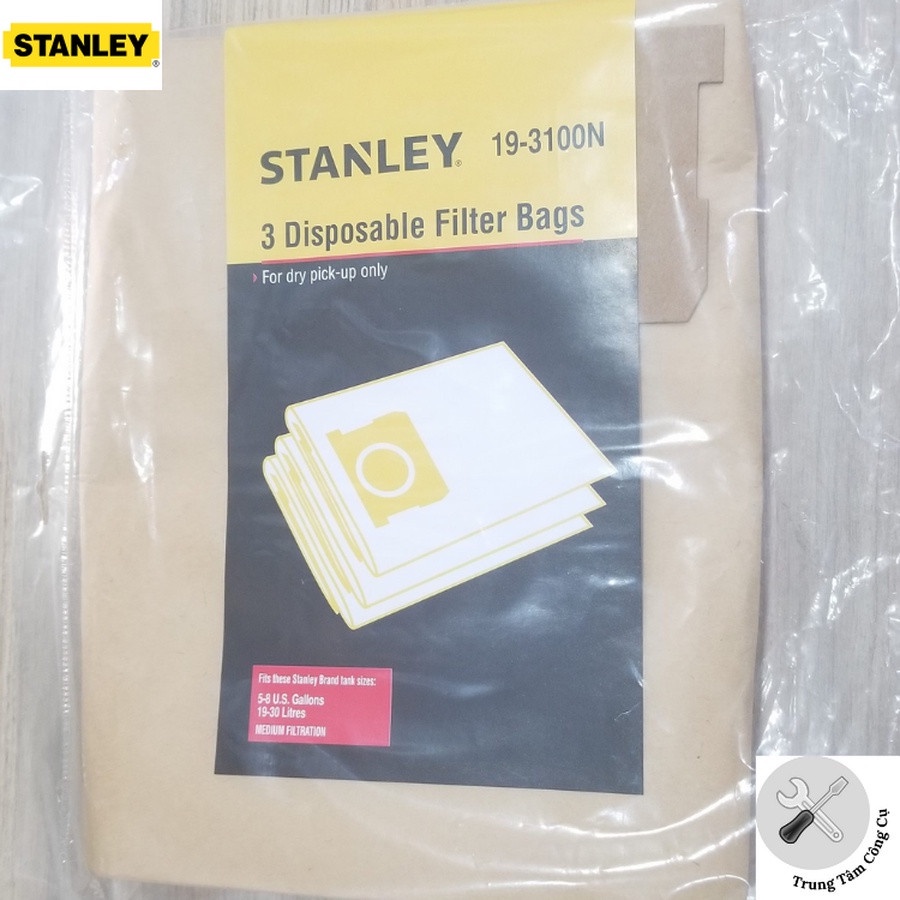 STANLEY®
STANLEY® 19-3100N
3 Disposable Filter Bags
› For dry pick-up only
Fits these Stanley Brand tank sizes:
5-8 U.S. Gallons
19-30 Litres
MEDIUM FILTRATION
Trung Tâm Công Cụ